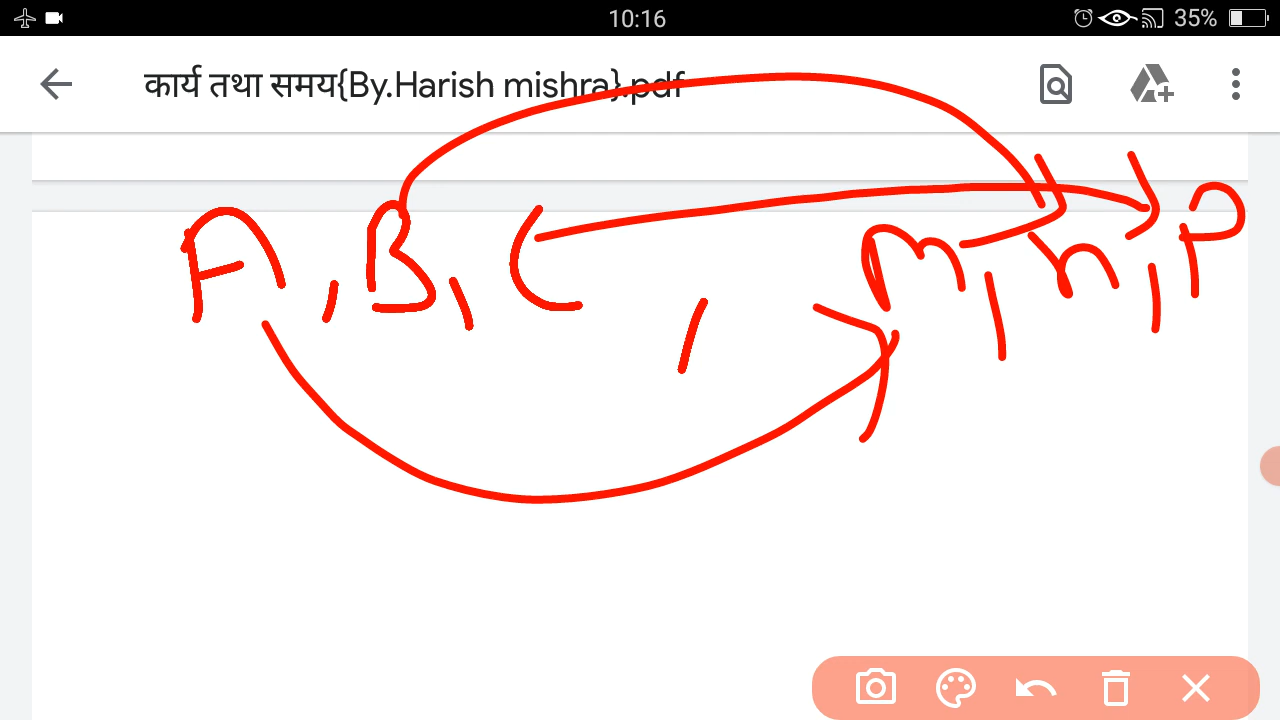 10:16 35%
कार्य तथा समय{By.Harish mishra}.pdf
A, B, C , m, n, P